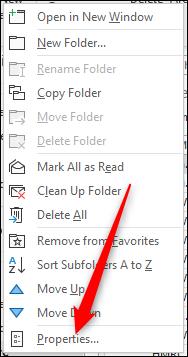 Open in New Window
New Folder...
Rename Folder
Copy Folder
Move Folder
Delete Folder
Mark All as Read
Clean Up Folder
Delete All
Remove from Favorites
Sort Subfolders A to Z
Move Up
Move Down
Properties...